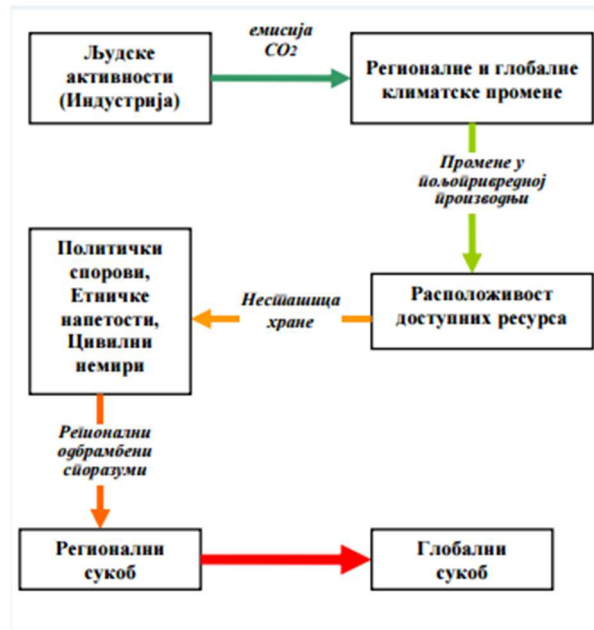 Људске
активности
(Индустрија)
емисија
CO2
Регионалне и глобалне
климатске промене
Промене у
пољопривредној
производњи
Расположивост
доступних ресурса
Несташица
хране
Политички
спорови,
Етничке
напетости,
Цивилни
немири
Регионални
одбрамбени
споразуми
Регионални
сукоб
Глобални
сукоб